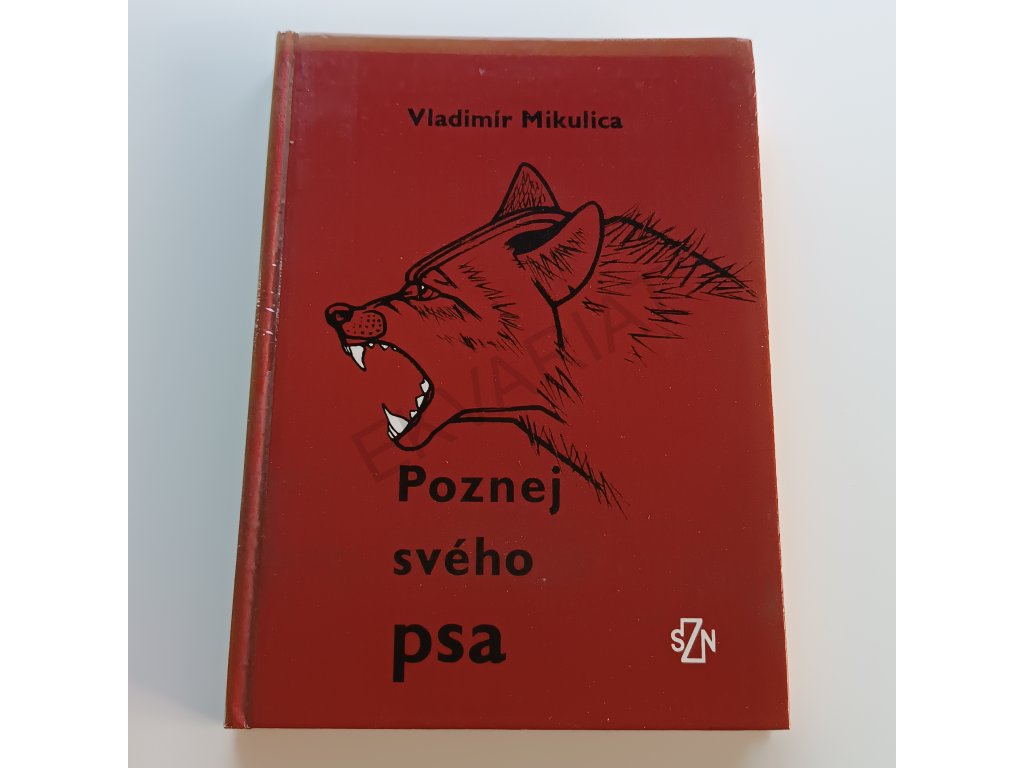 Vladimír Mikulica
Poznej
svého
psa
SZN